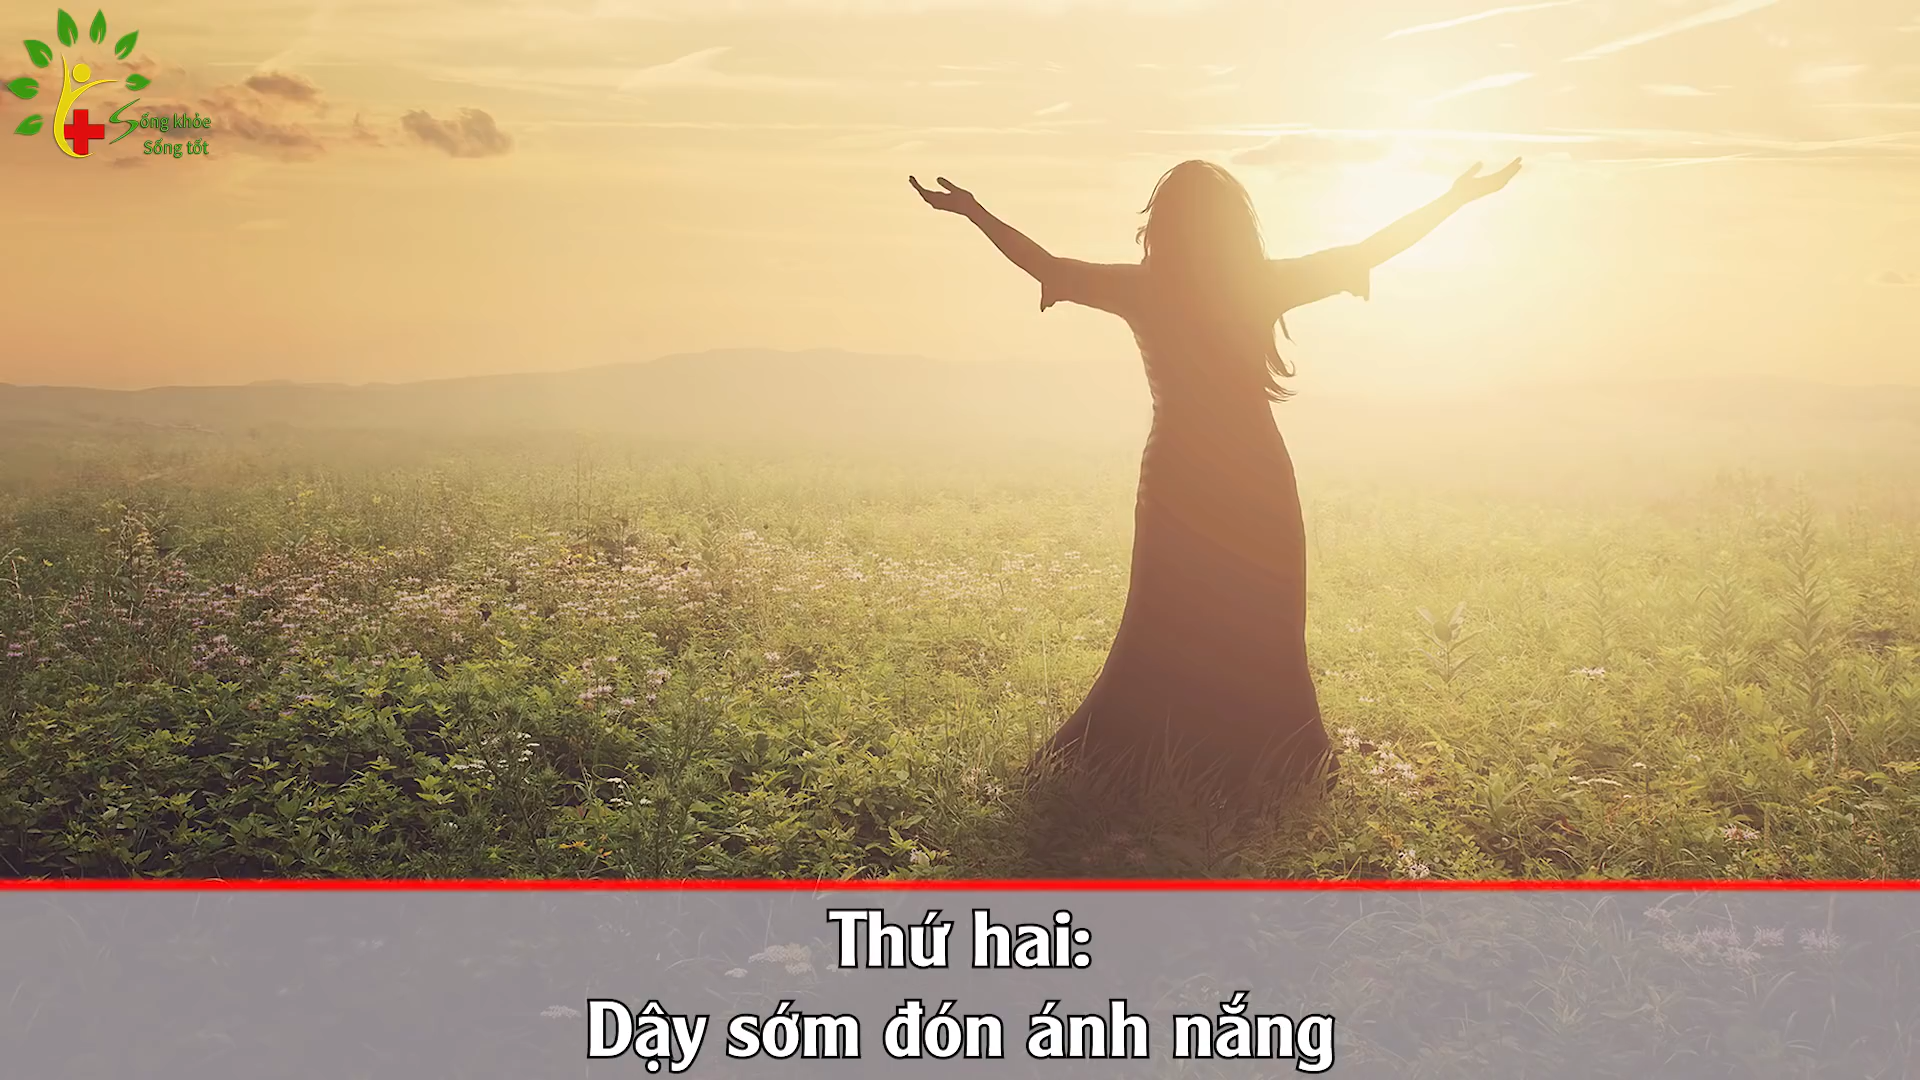 Sống khỏe
Sống tốt
Thứ hai:
Dậy sớm đón ánh nắng